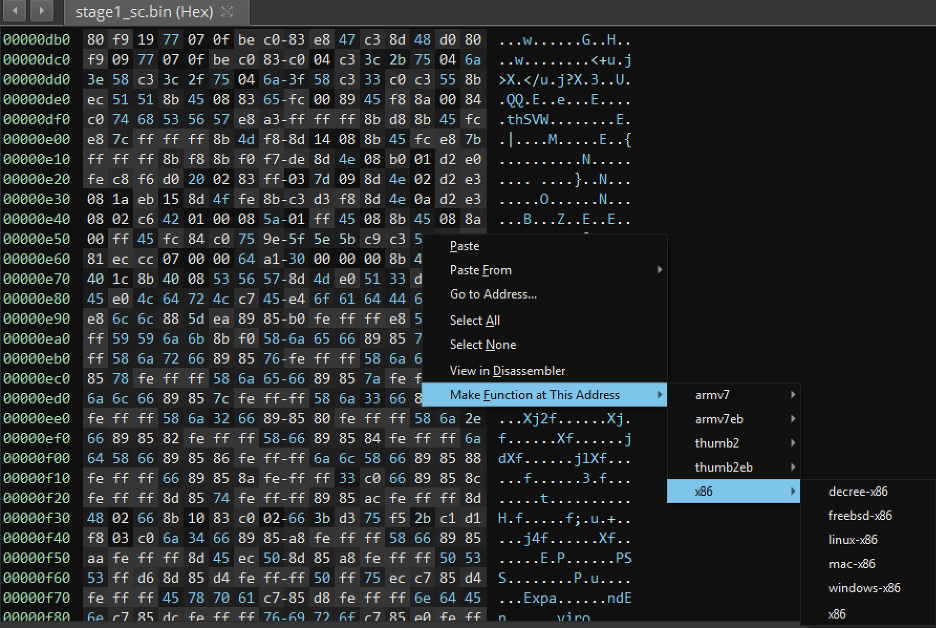 stage1_sc.bin (Hex)
00000db0 80 f9 19 77 07 0f be c0-83 e8 47 c3 8d 48 d0 80 ...w......G..H..
00000dc0 f9 09 77 07 0f be c0 83-c0 04 c3 3c 2b 75 04 6a ..w........<+u.j
00000dd0 3e 58 c3 3c 2f 75 04 6a-3f 58 c3 33 c0 c3 55 8b >X.</u.j?X.3..U.
00000de0 ec 51 51 8b 45 08 83 65-fc 00 89 45 f8 8a 00 84 .QQ.E..e...E....
00000df0 c0 74 68 53 56 57 e8 a3-ff ff ff 8b d8 8b 45 fc .thSVW........E.
00000e00 e8 7c ff ff ff 8b 4d f8-8d 14 08 8b 45 fc e8 7b .|....M.....E..{
00000e10 ff ff ff 8b f8 8b f0 f7-de 8d 4e 08 b0 01 d2 e0 ..........N.....
00000e20 fe c8 f6 d0 20 02 83 ff-03 7d 09 8d 4e 02 d2 e3 .... ....}..N...
00000e30 08 1a eb 15 8d 4f fe 8b-c3 d3 f8 8d 4e 0a d2 e3 .....O......N...
00000e40 08 02 c6 42 01 00 08 5a-01 ff 45 08 8b 45 08 8a ...B...Z..E..E..
00000e50 00 ff 45 fc 84 c0 75 9e-5f 5e 5b c9 c3
00000e60 81 ec cc 07 00 00 64 a1-30 00 00 00 8b
00000e70 40 1c 8b 40 08 53 56 57-8d 4d e0 51 33
00000e80 45 e0 4c 64 72 4c c7 45-e4 6f 61 64 44
00000e90 e8 6c 6c 88 5d ea 89 85-b0 fe ff ff e8
00000ea0 ff 59 59 6a 6b 8b f0 58-6a 65 66 89 85
00000eb0 ff 58 6a 72 66 89 85 76-fe ff ff 58 6a
00000ec0 85 78 fe ff ff 58 6a 65-66 89 85 7a fe
00000ed0 6a 6c 66 89 85 7c fe ff-ff 58 6a 33 66
00000ee0 fe ff ff 58 6a 32 66 89-85 80 fe ff ff 58 6a 2e ...Xj2f......Xj.
00000ef0 66 89 85 82 fe ff ff 58-66 89 85 84 fe ff ff 6a f......Xf......j
00000f00 64 58 66 89 85 86 fe ff-ff 6a 6c 58 66 89 85 88 dXf......jlXf...
00000f10 fe ff ff 66 89 85 8a fe-ff ff 33 c0 66 89 85 8c ...f......3.f...
00000f20 fe ff ff 8d 85 74 fe ff-ff 89 85 ac fe ff ff 8d .....t..........
00000f30 48 02 66 8b 10 83 c0 02-66 3b d3 75 f5 2b c1 d1 H.f.....f;.u.+..
00000f40 f8 03 c0 6a 34 66 89 85-a8 fe ff ff 58 66 89 85 ...j4f......Xf..
00000f50 aa fe ff ff 8d 45 ec 50-8d 85 a8 fe ff ff 50 53 .....E.P......PS
00000f60 53 ff d6 8d 85 d4 fe ff-ff 50 ff 75 ec c7 85 d4 S........P.u....
00000f70 fe ff ff 45 78 70 61 c7-85 d8 fe ff ff 6e 64 45 ...Expa......ndE
00000f80 6e c7 85 dc fe ff ff 76-69 72 6f c7 85 e0 fe ff n......viro.....
Paste
Paste From
Go to Address...
Select All
Select None
View in Disassembler
Make Function at This Address
armv7
armv7eb
thumb2
thumb2eb
x86
decree-x86
freebsd-x86
linux-x86
mac-x86
windows-x86
x86